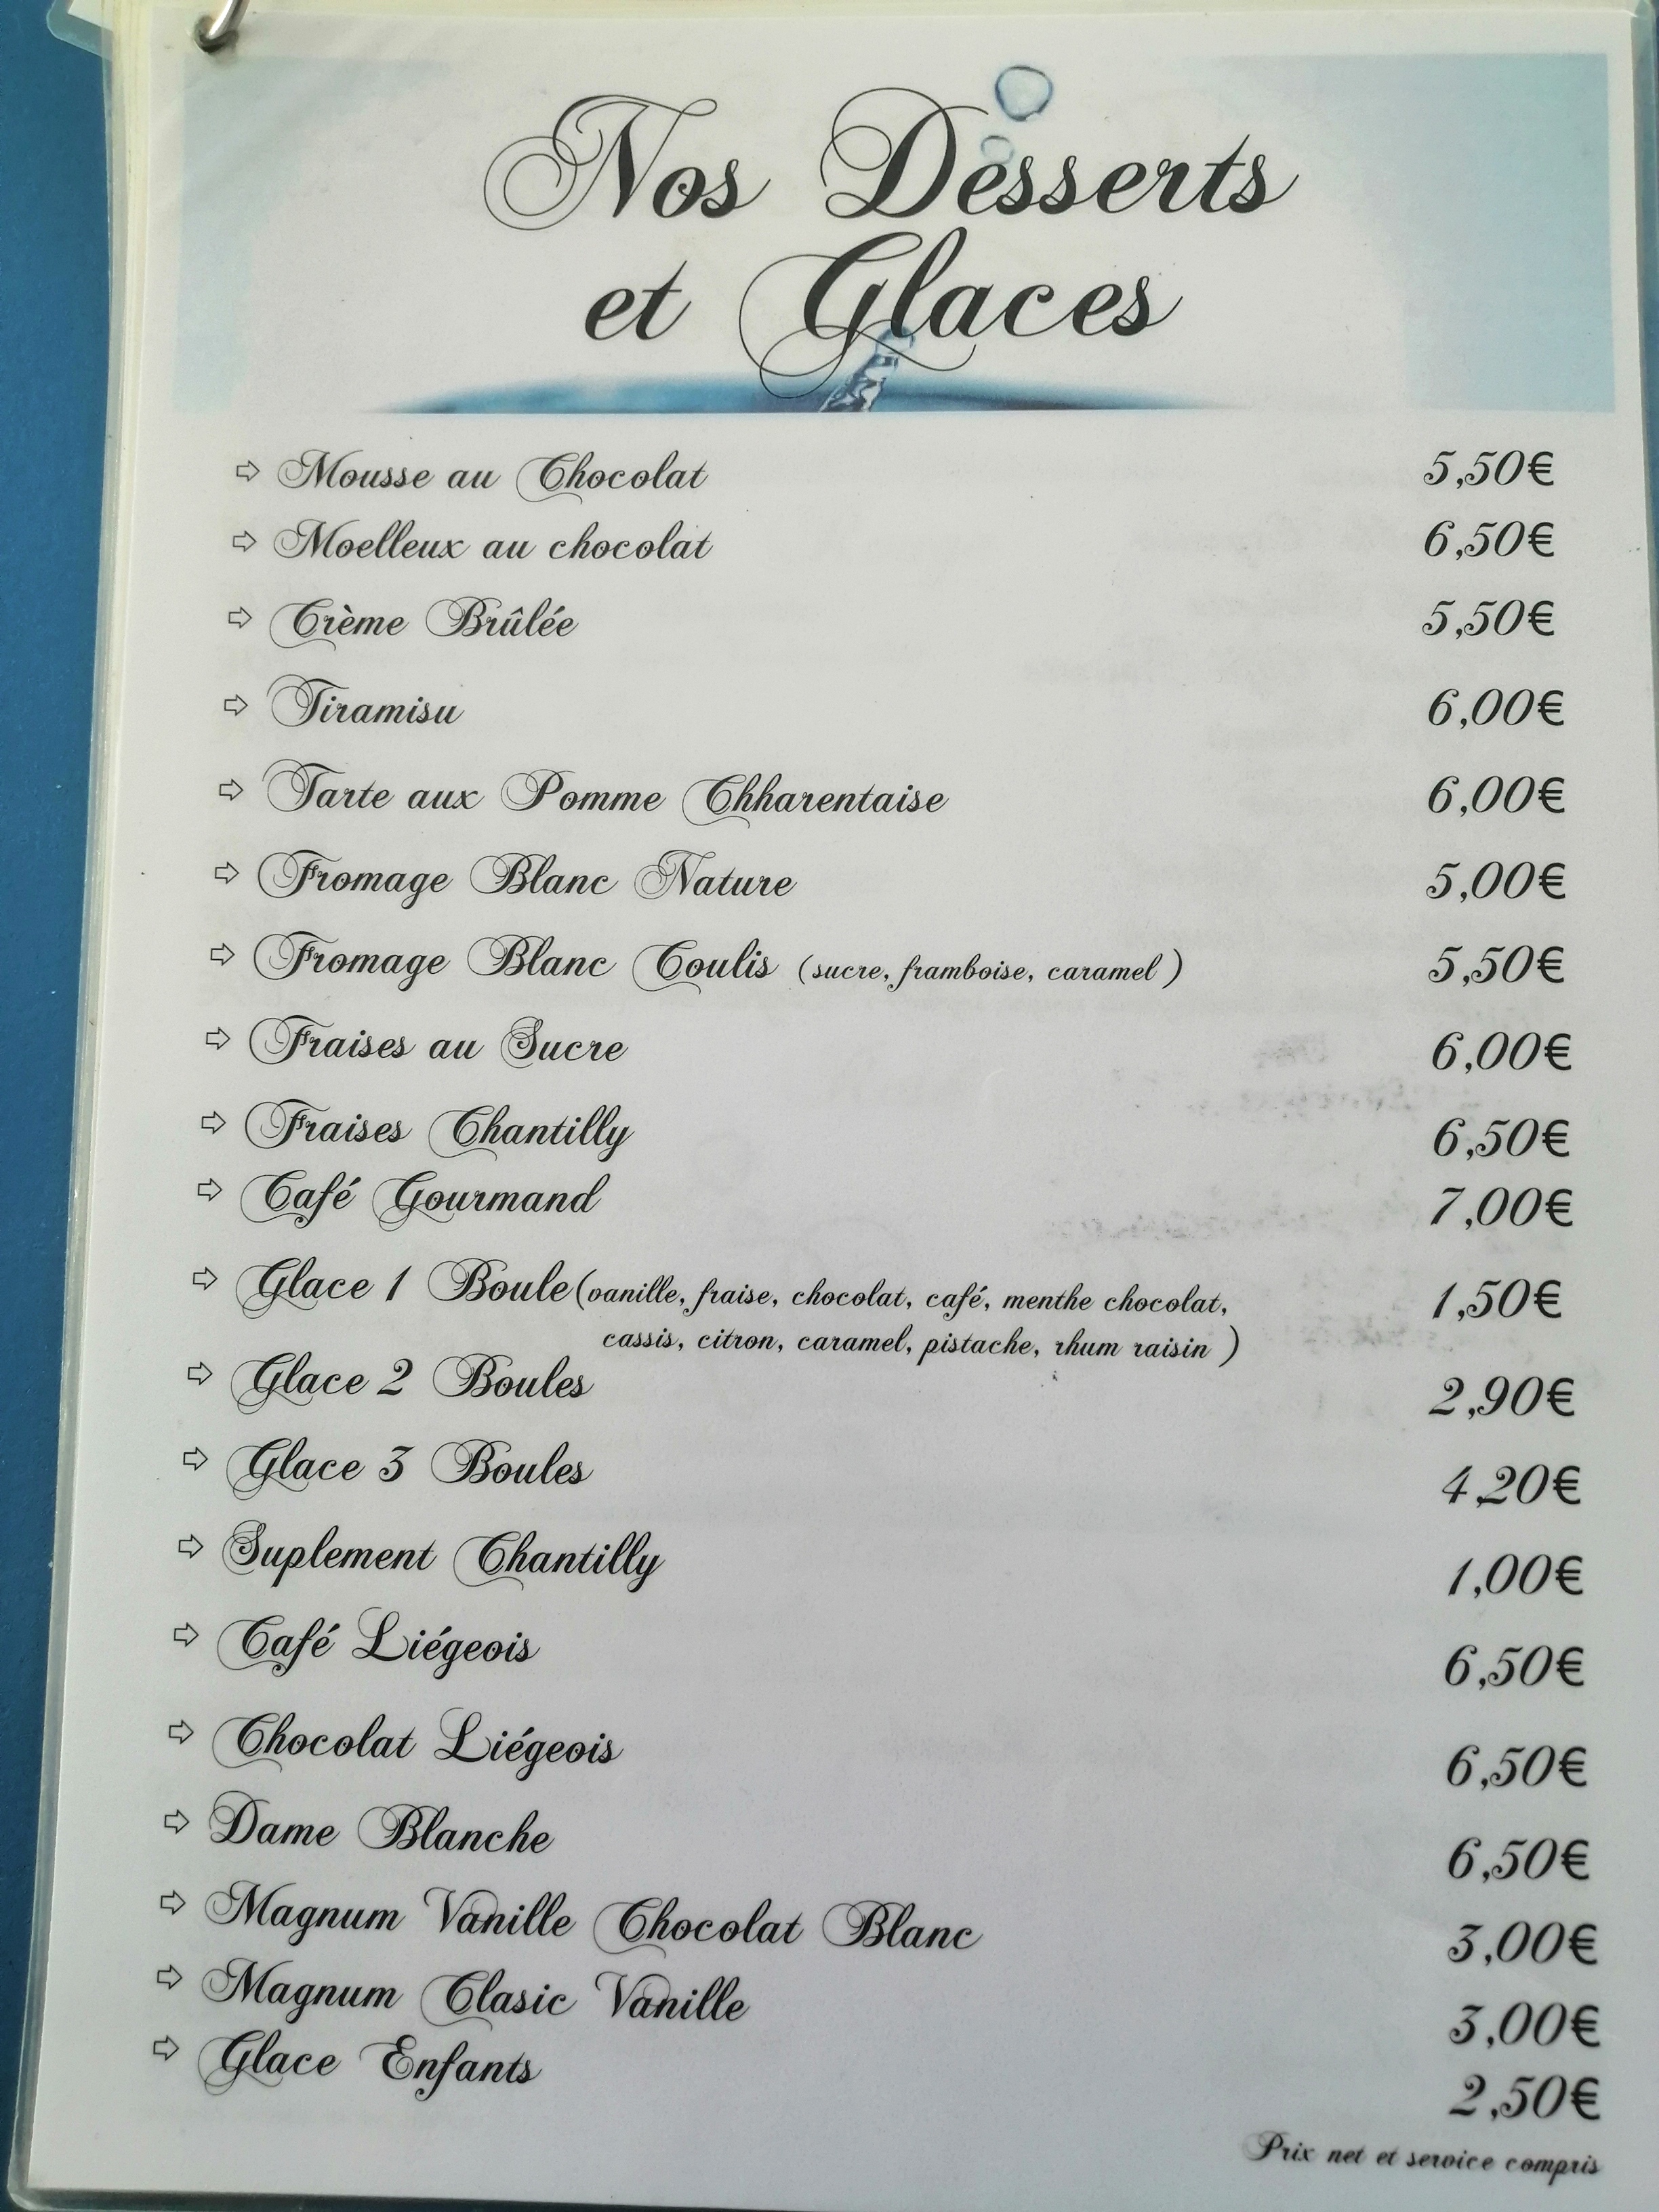 Nos Desserts
et Glaces
⇨ Mousse au Chocolat 5,50€
⇨ Moelleux au chocolat 6,50€
⇨ Crème Brûlée 5,50€
⇨ Tiramisu 6,00€
⇨ Tarte aux Pomme Chharentaise 6,00€
⇨ Fromage Blanc Nature 5,00€
⇨ Fromage Blanc Coulis (sucre, framboise, caramel ) 5,50€
⇨ Fraises au Sucre 6,00€
⇨ Fraises Chantilly 6,50€
⇨ Café Gourmand 7,00€
⇨ Glace 1 Boule(vanille, fraise, chocolat, café, menthe chocolat, 1,50€
cassis, citron, caramel, pistache, rhum raisin )
⇨ Glace 2 Boules 2,90€
⇨ Glace 3 Boules 4,20€
⇨ Suplement Chantilly 1,00€
⇨ Café Liégeois 6,50€
⇨ Chocolat Liégeois 6,50€
⇨ Dame Blanche 6,50€
⇨ Magnum Vanille Chocolat Blanc 3,00€
⇨ Magnum Clasic Vanille 3,00€
⇨ Glace Enfants 2,50€
Prix net et service compris